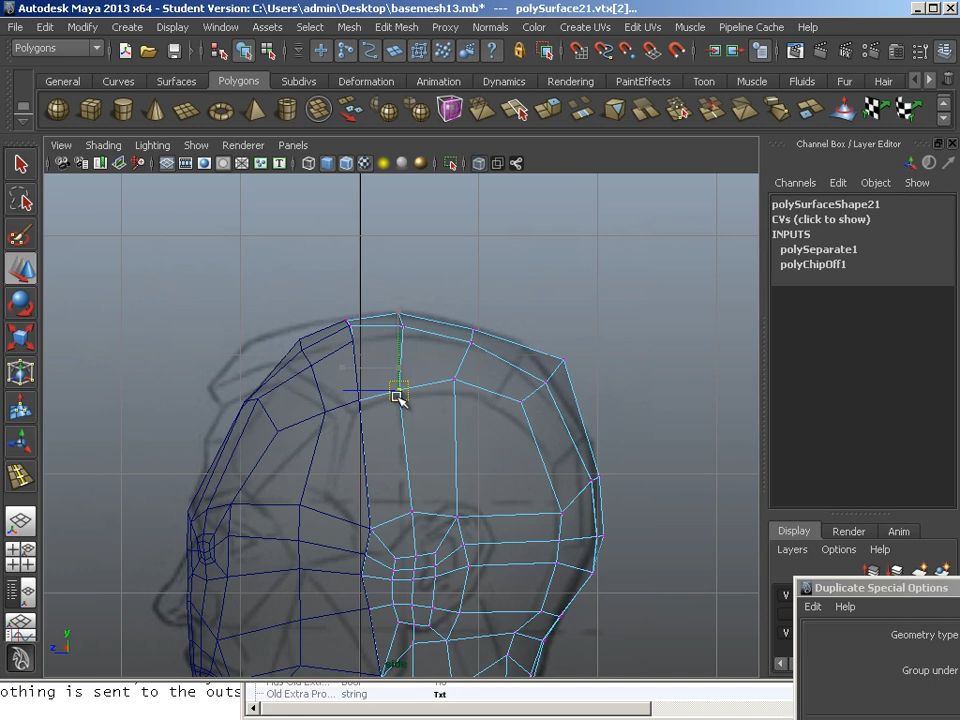 Autodesk Maya 2013 x64 - Student Version: C:\Users\admin\Desktop\basemesh13.mb* --- polySurface21.vtx[2]...
File Edit Modify Create Display Window Assets Select Mesh Edit Mesh Proxy Normals Color Create UVs Edit UVs Muscle Pipeline Cache Help
Polygons
General Curves Surfaces Polygons Subdivs Deformation Animation Dynamics Rendering PaintEffects Toon Muscle Fluids Fur Hair
View Shading Lighting Show Renderer Panels
Channel Box / Layer Editor
Channels Edit Object Show
polySurfaceShape21
CVs (click to show)
INPUTS
polySeparate1
polyChipOff1
Display Render Anim
Layers Options Help
V
V
Duplicate Special Options
Edit Help
Geometry type
Group under
y
z
side
othing is sent to the outs
Old Extra Pro... string Txt